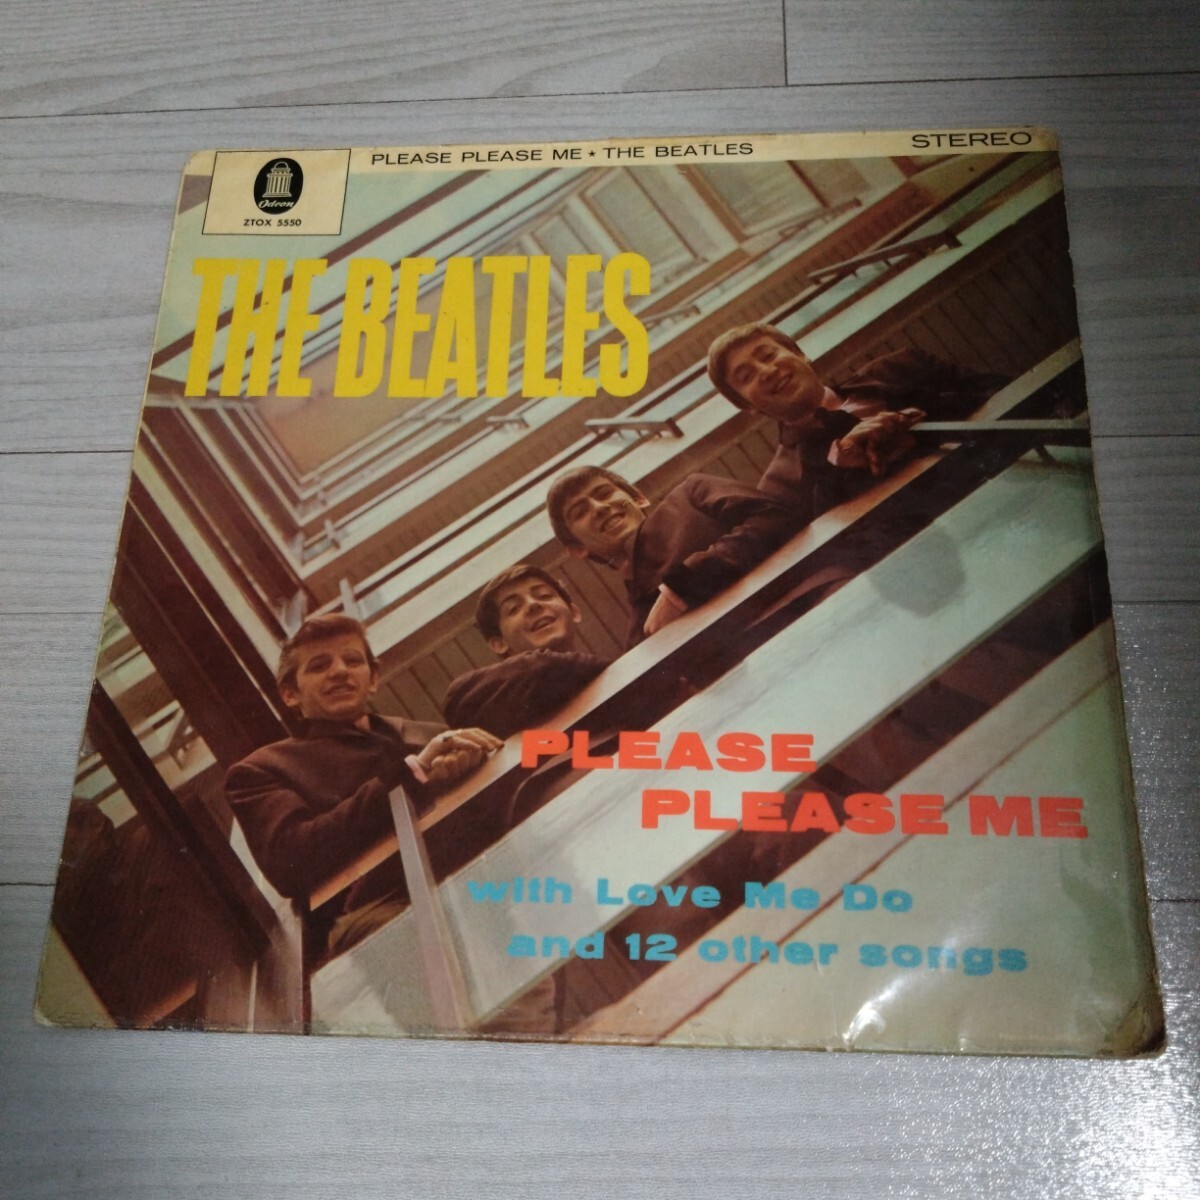 Odeon
ZTOX 5550
PLEASE PLEASE ME ★ THE BEATLES
STEREO
THE BEATLES
PLEASE
PLEASE ME
with Love Me Do
and 12 other songs